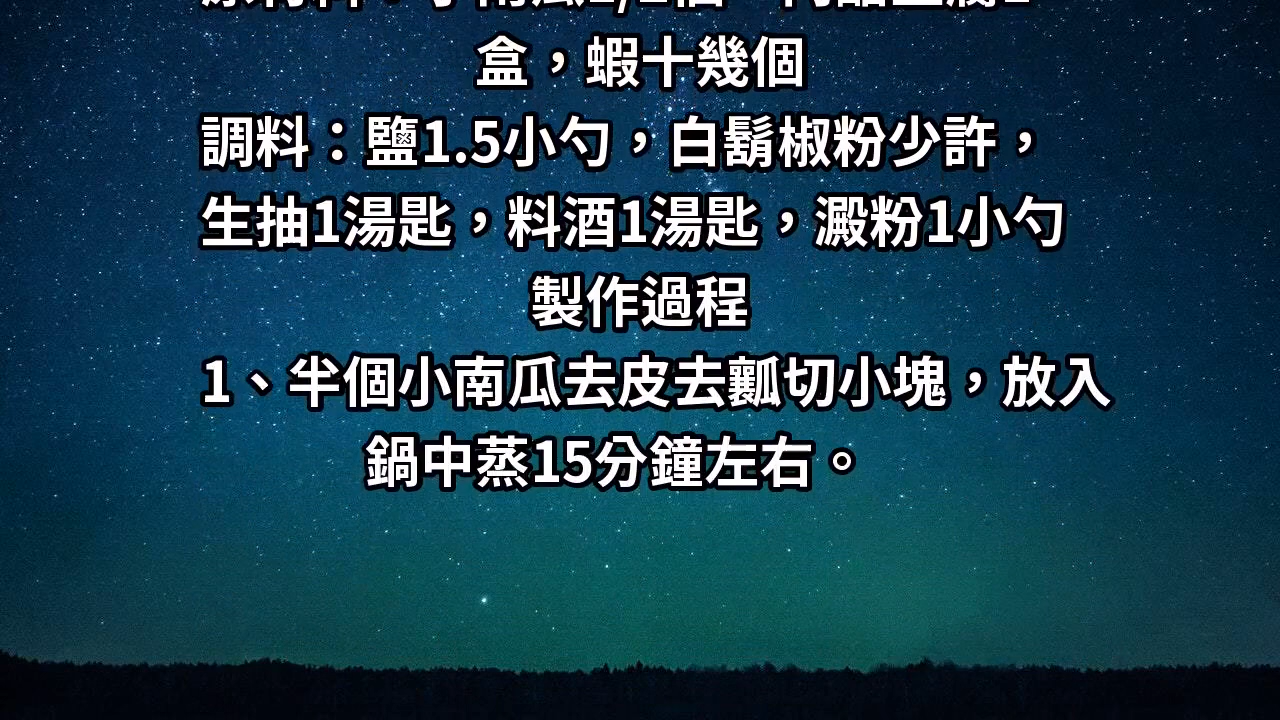 盒，蝦十幾個
調料：鹽1.5小勺，白鬍椒粉少許，
生抽1湯匙，料酒1湯匙，澱粉1小勺
製作過程
1、半個小南瓜去皮去瓤切小塊，放入
鍋中蒸15分鐘左右。